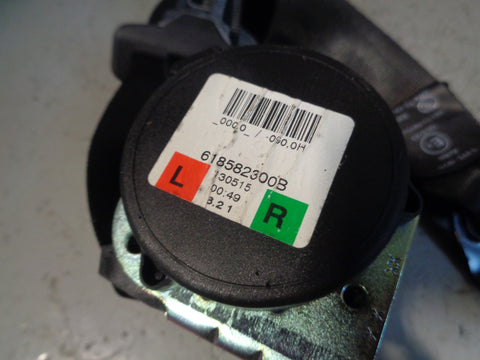 _0000_ / -090.0H
618582300B
L
130515
00:49
R
3.21